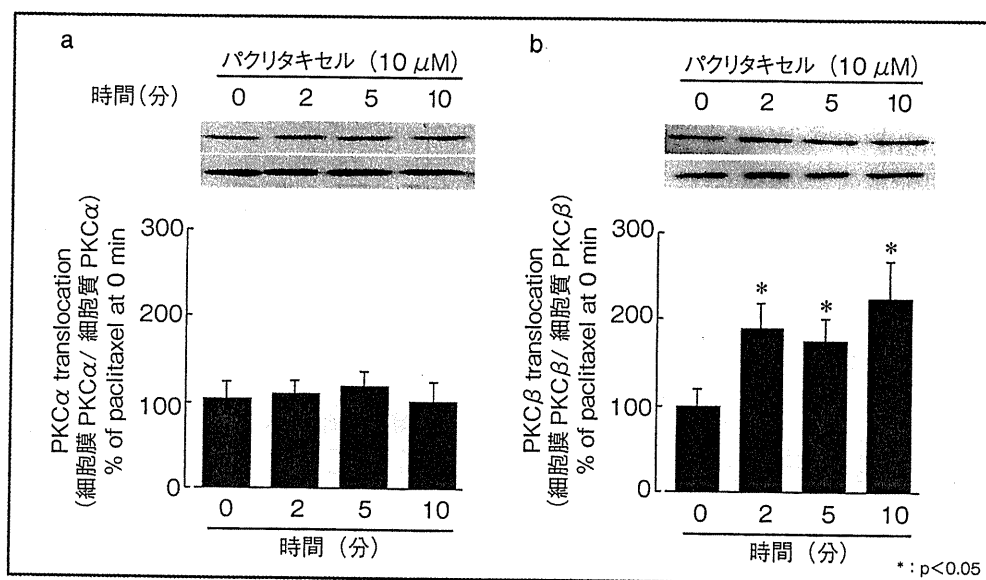 a
パクリタキセル (10 μM)
時間(分)
0 2 5 10
PKCα translocation
(細胞膜 PKCα/ 細胞質 PKCα)
% of paclitaxel at 0 min
300
200
100
0
0 2 5 10
時間 (分)
b
パクリタキセル (10 μM)
0 2 5 10
PKCβ translocation
(細胞膜 PKCβ/ 細胞質 PKCβ)
% of paclitaxel at 0 min
300
200
100
0
* * *
0 2 5 10
時間 (分)
*：p<0.05